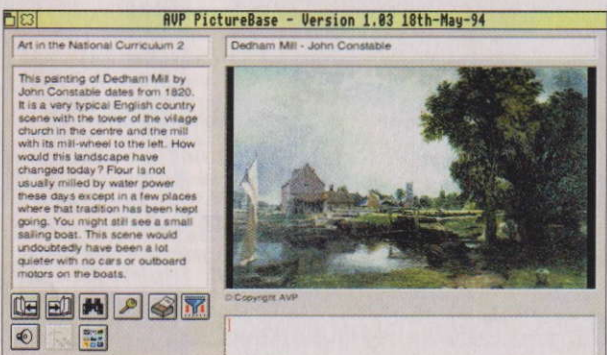 AVP PictureBase - Version 1.03 18th-May-94
Art in the National Curriculum 2
Dedham Mill - John Constable
This painting of Dedham Mill by
John Constable dates from 1820.
It is a very typical English country
scene with the tower of the village
church in the centre and the mill
with its mill-wheel to the left. How
would this landscape have
changed today? Flour is not
usually milled by water power
these days except in a few places
where that tradition has been kept
going. You might still see a small
sailing boat. This scene would
undoubtedly have been a lot
quieter with no cars or outboard
motors on the boats.
© Copyright AVP